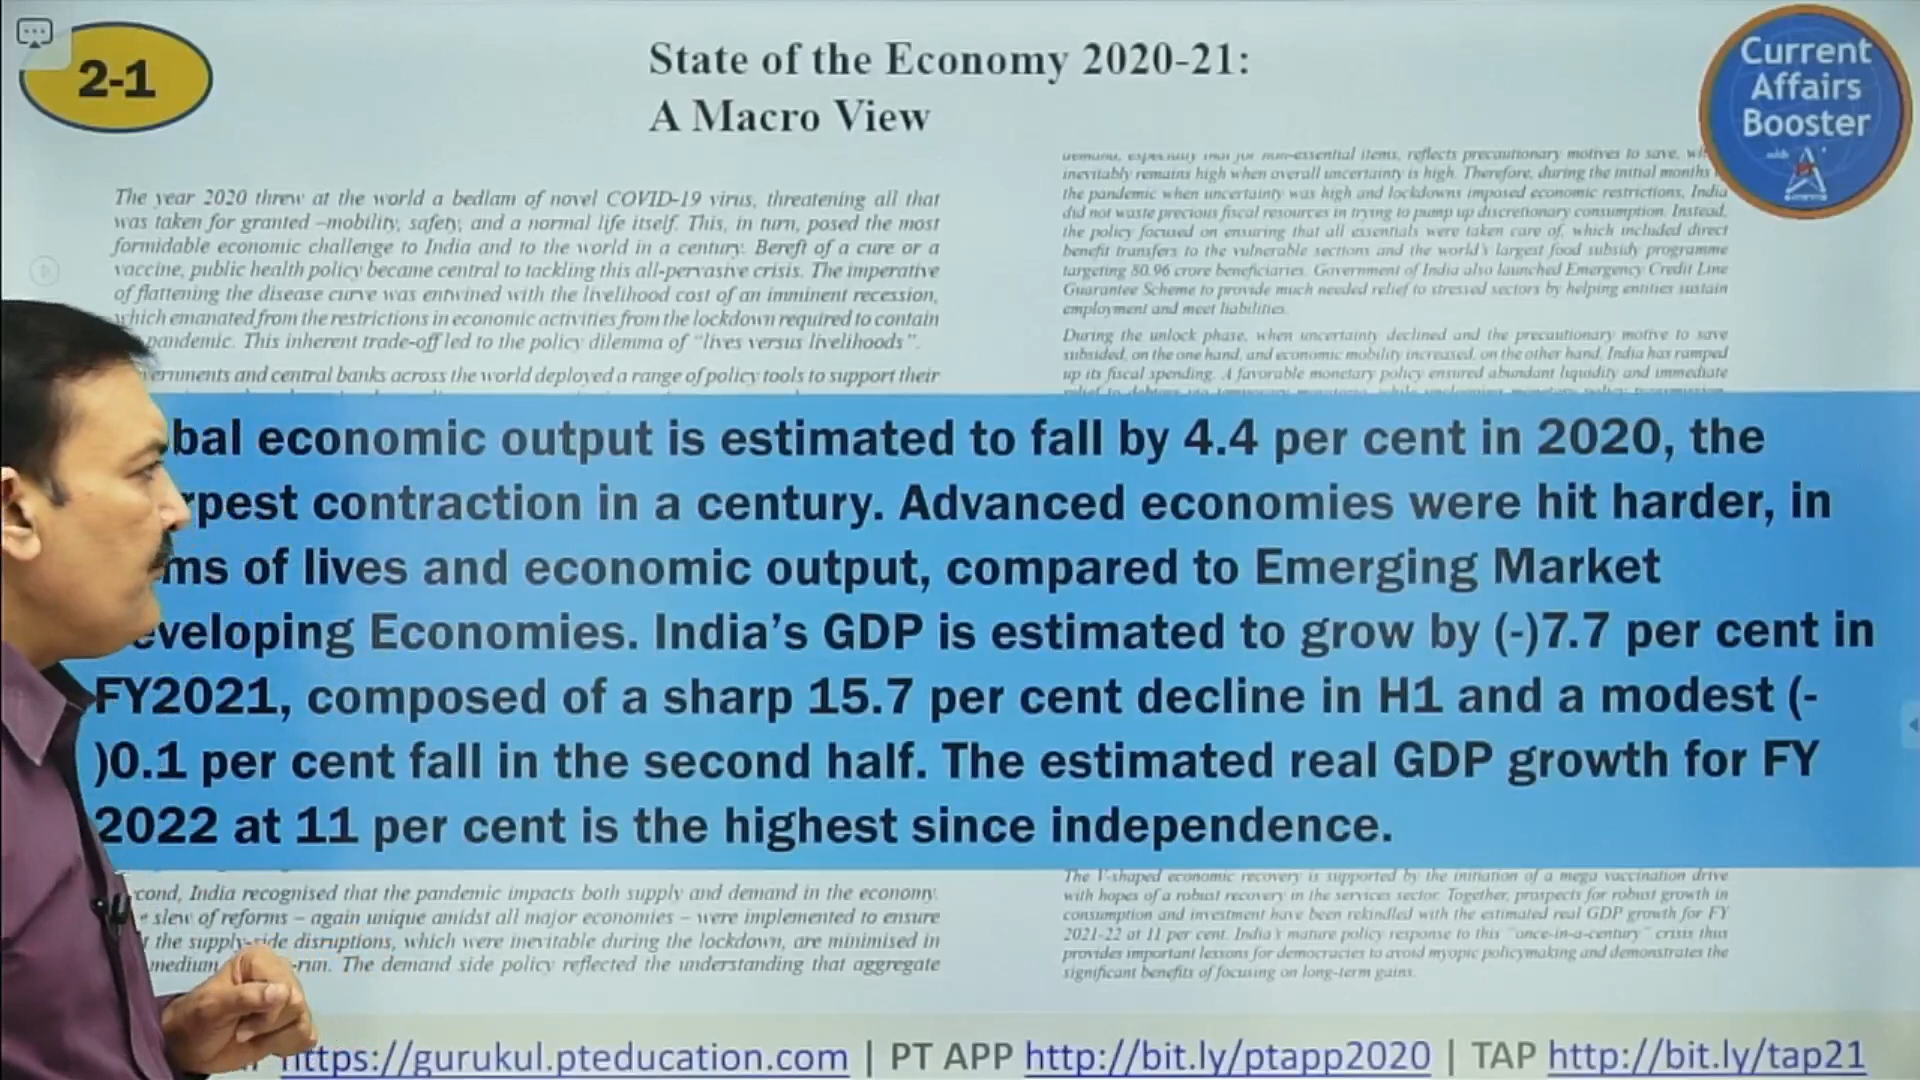 2-1
State of the Economy 2020-21:
A Macro View
Current
Affairs
Booster
with
The year 2020 threw at the world a bedlam of novel COVID-19 virus, threatening all that
was taken for granted –mobility, safety, and a normal life itself. This, in turn, posed the most
formidable economic challenge to India and to the world in a century. Bereft of a cure or a
vaccine, public health policy became central to tackling this all-pervasive crisis. The imperative
of flattening the disease curve was entwined with the livelihood cost of an imminent recession,
which emanated from the restrictions in economic activities from the lockdown required to contain
pandemic. This inherent trade-off led to the policy dilemma of “lives versus livelihoods”.
ernments and central banks across the world deployed a range of policy tools to support their
demand, especially that for non-essential items, reflects precautionary motives to save,
inevitably remains high when overall uncertainty is high. Therefore, during the initial months
the pandemic when uncertainty was high and lockdowns imposed economic restrictions, India
did not waste precious fiscal resources in trying to pump up discretionary consumption. Instead,
the policy focused on ensuring that all essentials were taken care of, which included direct
benefit transfers to the vulnerable sections and the world's largest food subsidy programme
targeting 80.96 crore beneficiaries. Government of India also launched Emergency Credit Line
Guarantee Scheme to provide much needed relief to stressed sectors by helping entities sustain
employment and meet liabilities.
During the unlock phase, when uncertainty declined and the precautionary motive to save
subsided, on the one hand, and economic mobility increased, on the other hand, India has ramped
up its fiscal spending. A favorable monetary policy ensured abundant liquidity and immediate
bal economic output is estimated to fall by 4.4 per cent in 2020, the
rpest contraction in a century. Advanced economies were hit harder, in
ms of lives and economic output, compared to Emerging Market
eveloping Economies. India’s GDP is estimated to grow by (-)7.7 per cent in
FY2021, composed of a sharp 15.7 per cent decline in H1 and a modest (-
)0.1 per cent fall in the second half. The estimated real GDP growth for FY
2022 at 11 per cent is the highest since independence.
cond, India recognised that the pandemic impacts both supply and demand in the economy.
slew of reforms – again unique amidst all major economies – were implemented to ensure
t the supply-side disruptions, which were inevitable during the lockdown, are minimised in
medium -run. The demand side policy reflected the understanding that aggregate
The V-shaped economic recovery is supported by the initiation of a mega vaccination drive
with hopes of a robust recovery in the services sector. Together, prospects for robust growth in
consumption and investment have been rekindled with the estimated real GDP growth for FY
2021-22 at 11 per cent. India's mature policy response to this "once-in-a-century" crisis thus
provides important lessons for democracies to avoid myopic policymaking and demonstrates the
significant benefits of focusing on long-term gains.
https://gurukul.pteducation.com | PT APP http://bit.ly/ptapp2020 | TAP http://bit.ly/tap21